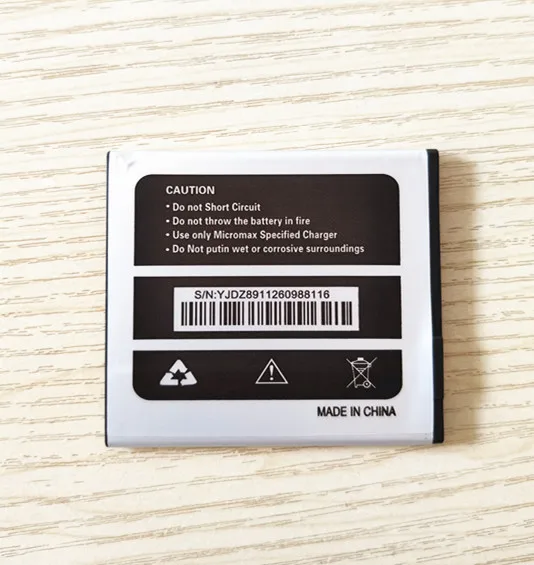 CAUTION
• Do not Short Circuit
• Do not throw the battery in fire
• Use only Micromax Specified Charger
• Do Not putin wet or corrosive surroundings
S/N:YJDZ8911260988116
MADE IN CHINA